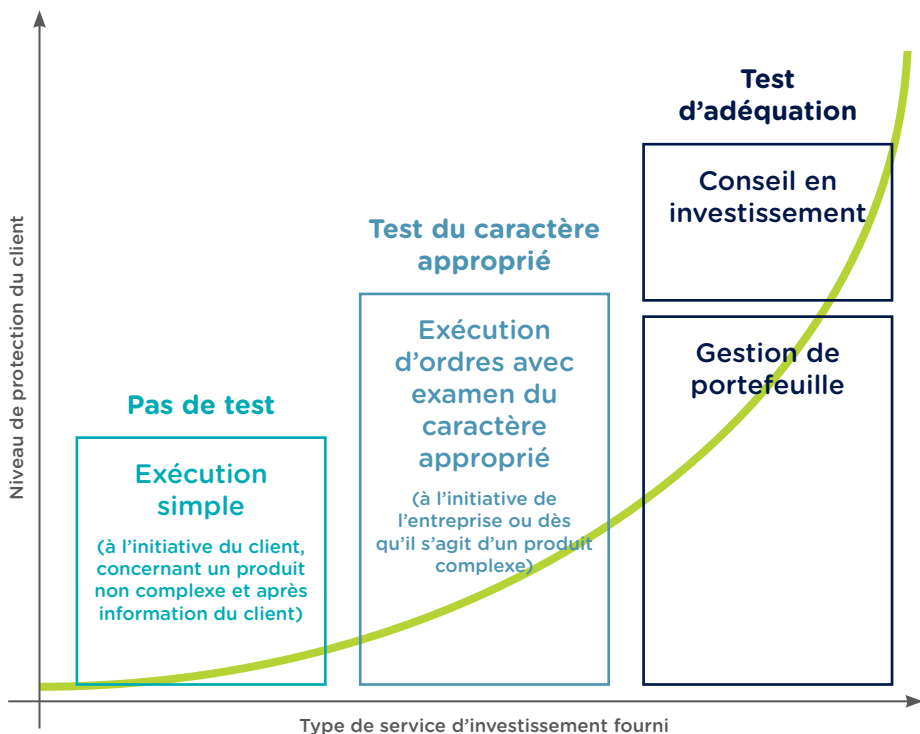 Niveau de protection du client
Pas de test
Exécution
simple
(à l'initiative du client,
concernant un produit
non complexe et après
information du client)
Test du caractère
approprié
Exécution
d'ordres avec
examen du
caractère
approprié
(à l'initiative de
l'entreprise ou dès
qu'il s'agit d'un produit
complexe)
Test
d'adéquation
Conseil en
investissement
Gestion de
portefeuille
Type de service d'investissement fourni